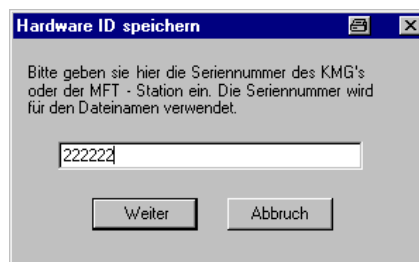 Hardware ID speichern
Bitte geben sie hier die Seriennummer des KMG's
oder der MFT - Station ein. Die Seriennummer wird
für den Dateinamen verwendet.
222222
Weiter
Abbruch